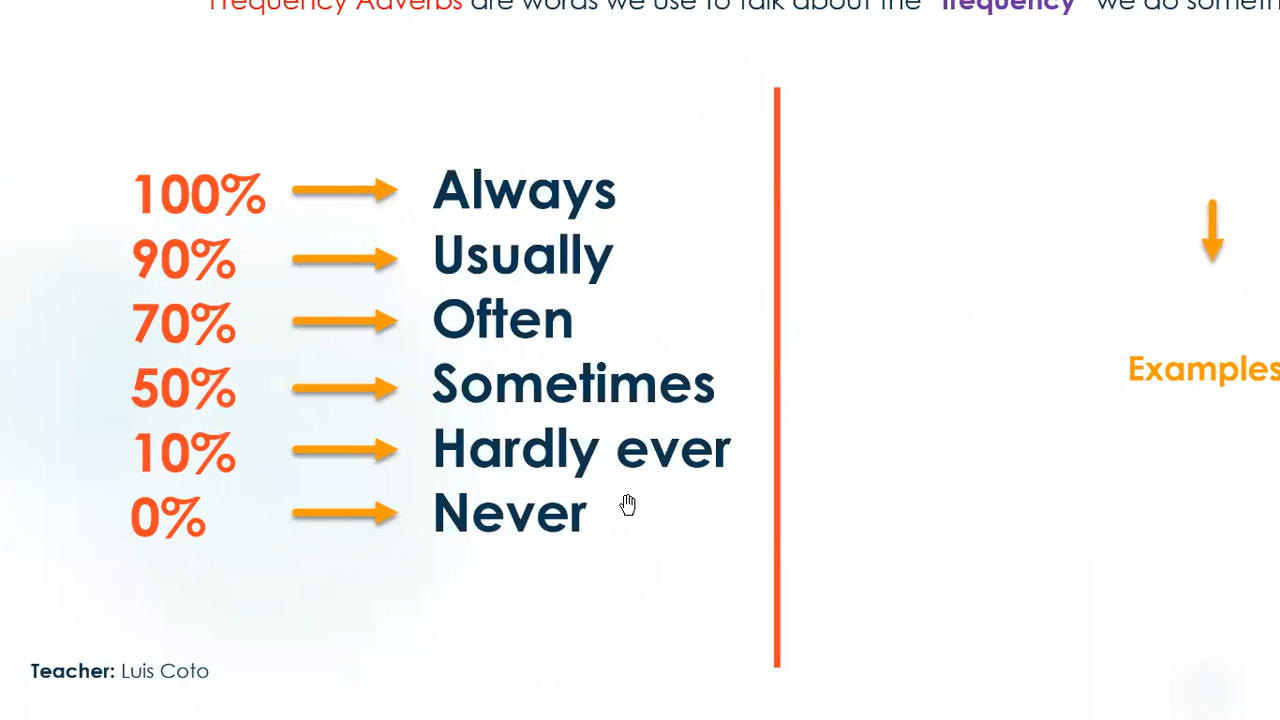 Frequency Adverbs are words we use to talk about the "frequency" we do
100% Always
90% Usually
70% Often
50% Sometimes
10% Hardly ever
0% Never
Examples
Teacher: Luis Coto